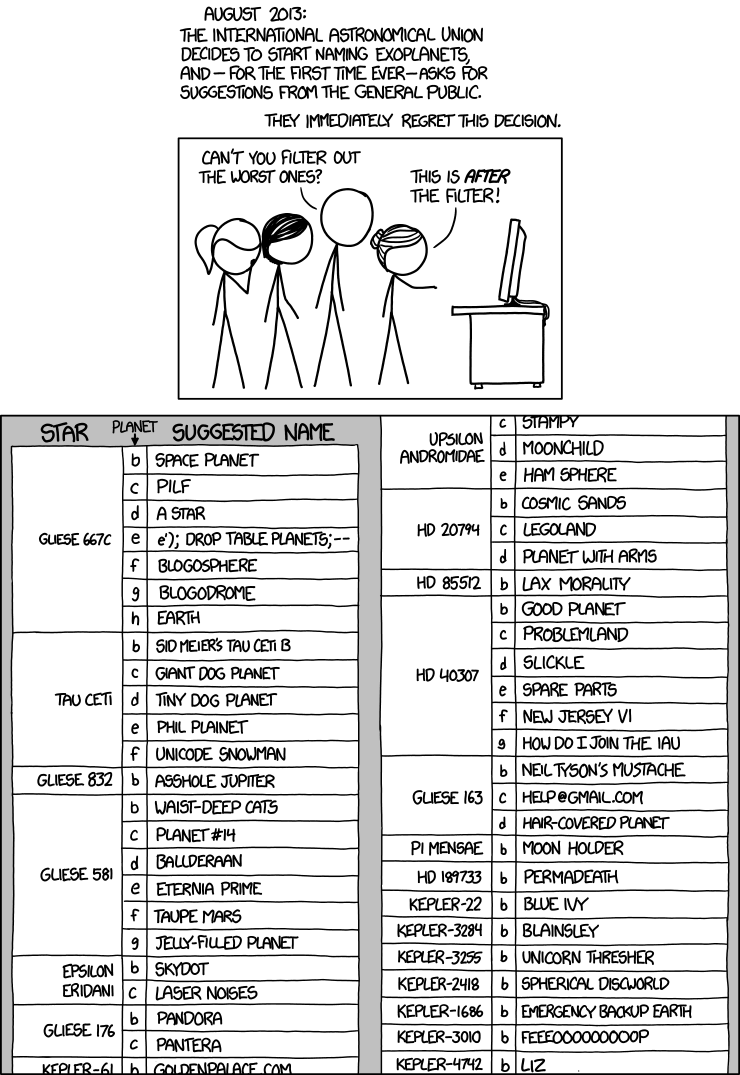 AUGUST 2013:
THE INTERNATIONAL ASTRONOMICAL UNION
DECIDES TO START NAMING EXOPLANETS,
AND—FOR THE FIRST TIME EVER—ASKS FOR
SUGGESTIONS FROM THE GENERAL PUBLIC.
THEY IMMEDIATELY REGRET THIS DECISION.
CAN'T YOU FILTER OUT
THE WORST ONES?
THIS IS AFTER
THE FILTER!
STAR PLANET SUGGESTED NAME
GLIESE 667C
b SPACE PLANET
c PILF
d A STAR
e e'); DROP TABLE PLANETS;--
f BLOGOSPHERE
g BLOGODROME
h EARTH
TAU CETI
b SID MEIER'S TAU CETI B
c GIANT DOG PLANET
d TINY DOG PLANET
e PHIL PLAINET
f UNICODE SNOWMAN
GLIESE 832 b ASSHOLE JUPITER
GLIESE 581
b WAIST-DEEP CATS
c PLANET #14
d BALLDERAAN
e ETERNIA PRIME
f TAUPE MARS
g JELLY-FILLED PLANET
EPSILON
ERIDANI
b SKYDOT
c LASER NOISES
GLIESE 176
b PANDORA
c PANTERA
KEPLER-61 b GOLDENPALACE.COM
UPSILON
ANDROMIDAE
c STAMPY
d MOONCHILD
e HAM SPHERE
HD 20794
b COSMIC SANDS
c LEGOLAND
d PLANET WITH ARMS
HD 85512 b LAX MORALITY
HD 40307
b GOOD PLANET
c PROBLEMLAND
d SLICKLE
e SPARE PARTS
f NEW JERSEY VI
g HOW DO I JOIN THE IAU
GLIESE 163
b NEIL TYSON'S MUSTACHE
c HELP@GMAIL.COM
d HAIR-COVERED PLANET
PI MENSAE b MOON HOLDER
HD 189733 b PERMADEATH
KEPLER-22 b BLUE IVY
KEPLER-3284 b BLAINSLEY
KEPLER-3255 b UNICORN THRESHER
KEPLER-2418 b SPHERICAL DISCWORLD
KEPLER-1686 b EMERGENCY BACKUP EARTH
KEPLER-3010 b FEEEOOOOOOOOOP
KEPLER-4742 b LIZ